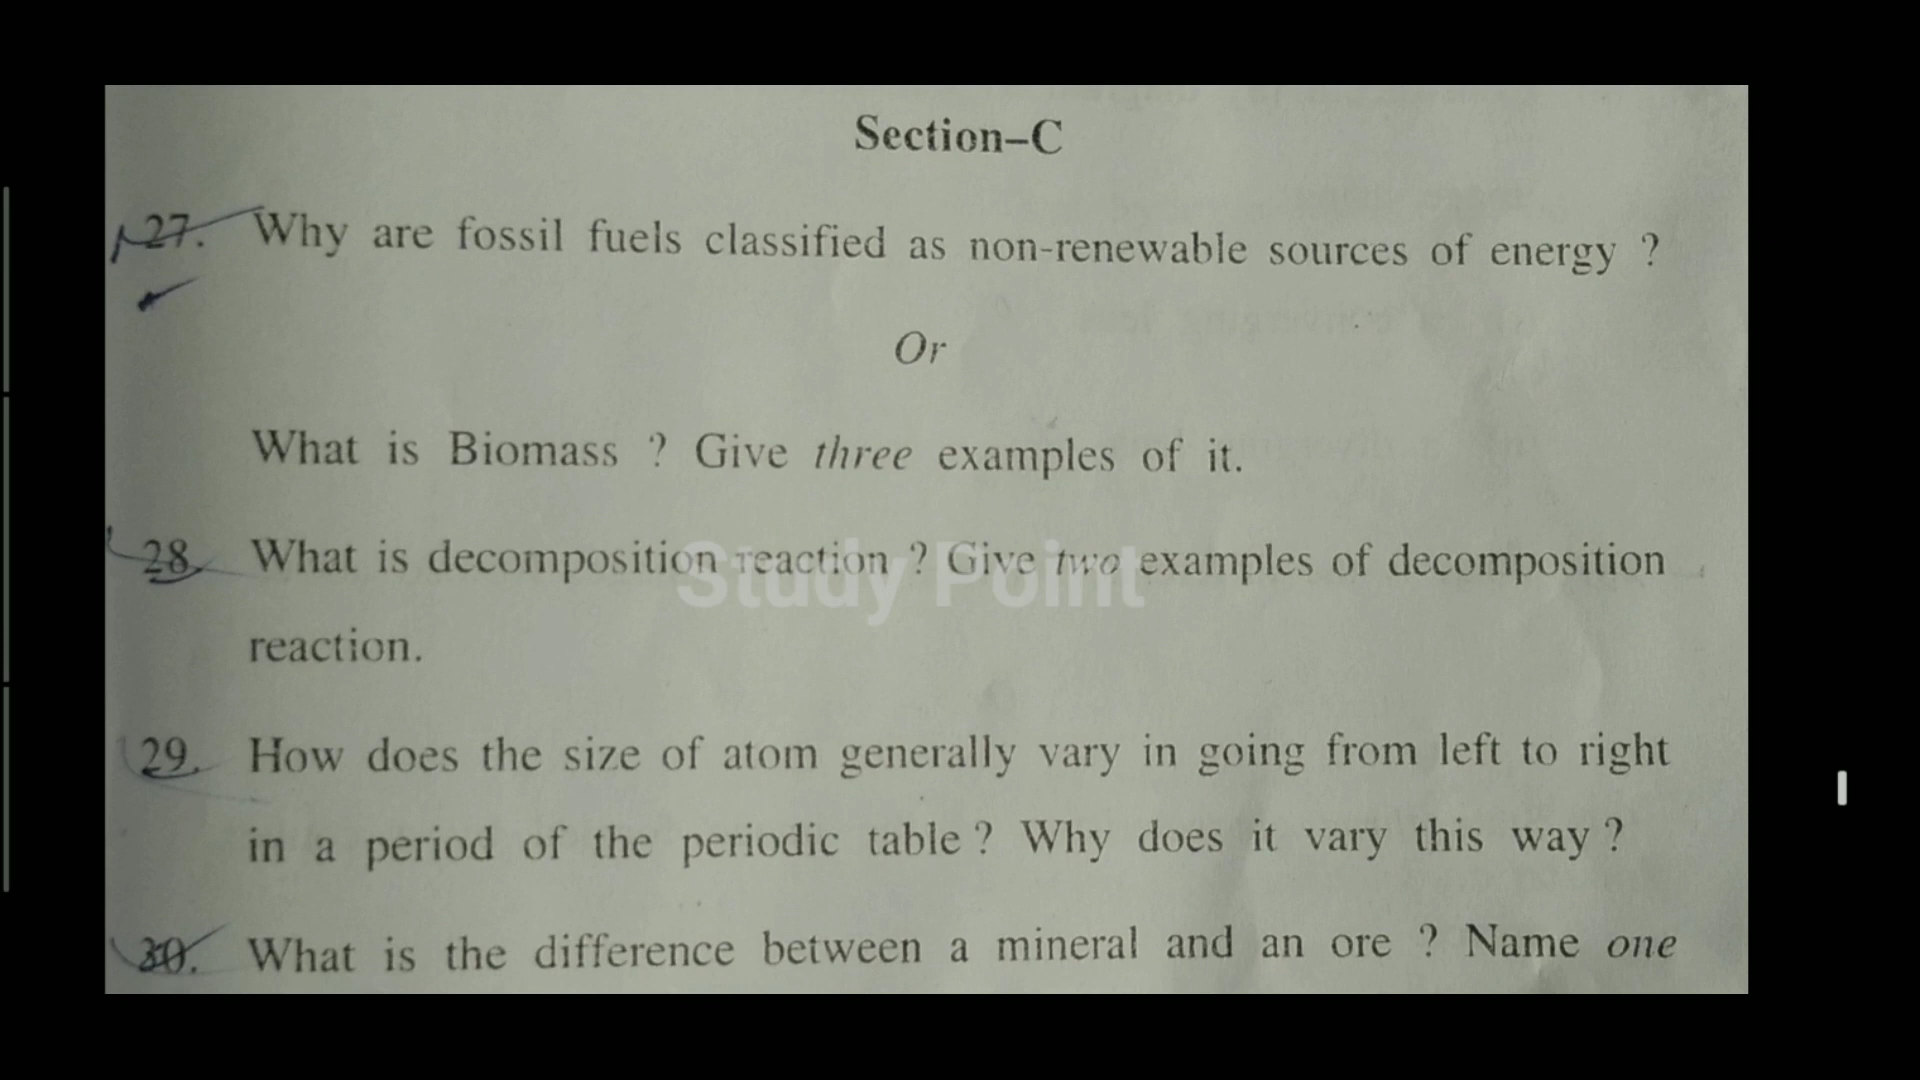 Section–C
27. Why are fossil fuels classified as non-renewable sources of energy ?
Or
What is Biomass ? Give three examples of it.
28. What is decomposition reaction ? Give two examples of decomposition
Study Point
reaction.
29. How does the size of atom generally vary in going from left to right
in a period of the periodic table ? Why does it vary this way ?
30. What is the difference between a mineral and an ore ? Name one